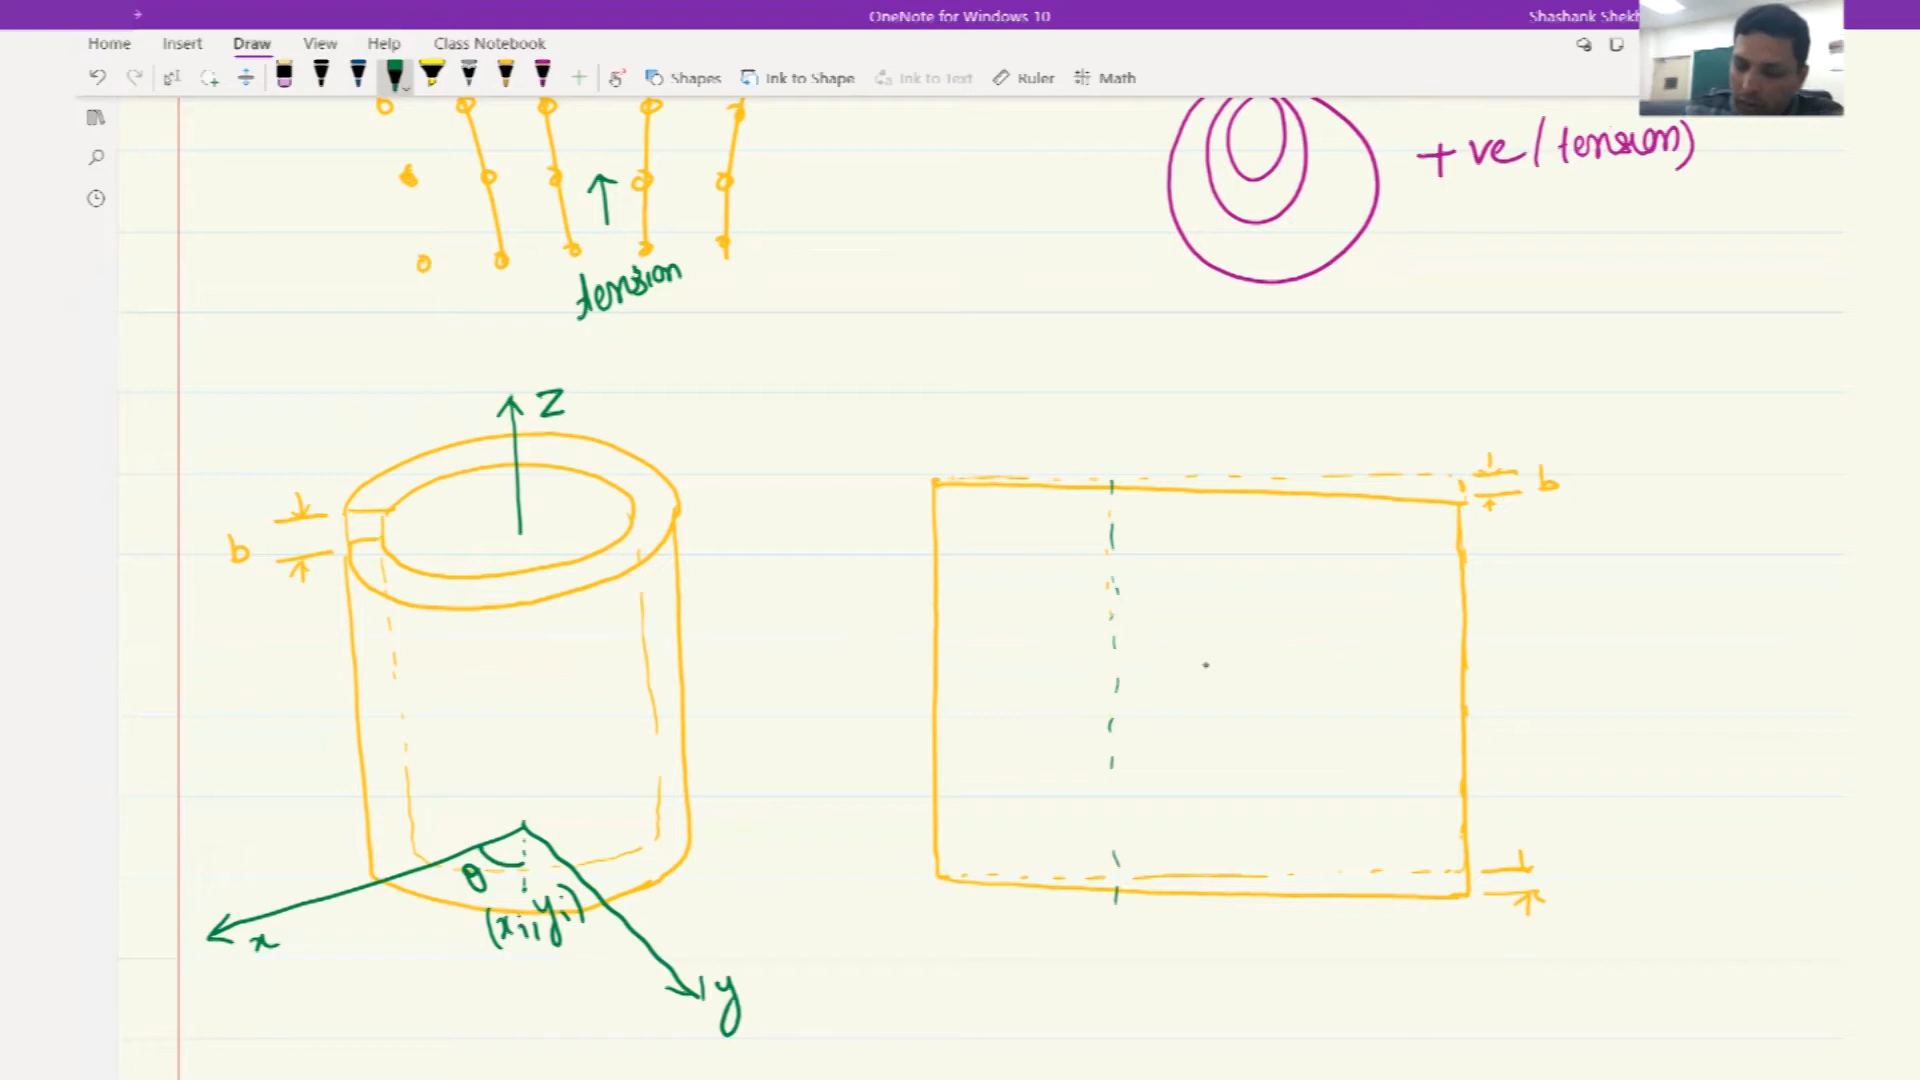 OneNote for Windows 10
Shashank Shekh
Home Insert Draw View Help Class Notebook
Shapes Ink to Shape Ink to Text Ruler Math
+ve (tension)
tension
z
b
b
θ
(xi, yi)
x
y